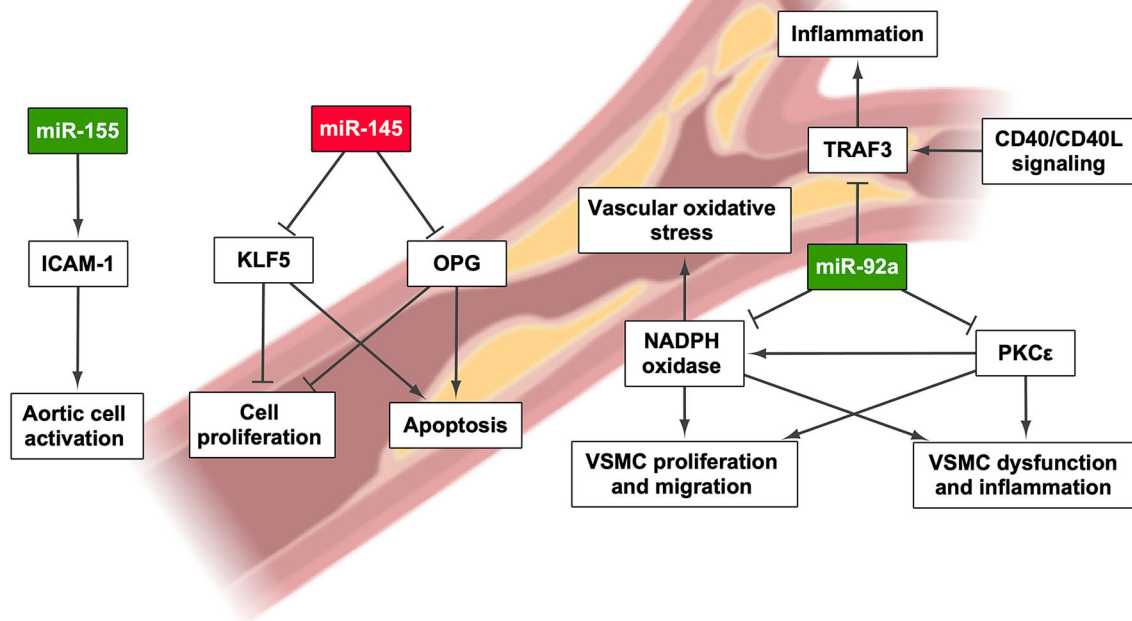 Inflammation
miR-155
miR-145
TRAF3
CD40/CD40L
signaling
Vascular oxidative
stress
ICAM-1
KLF5
OPG
miR-92a
NADPH
oxidase
PKCε
Aortic cell
activation
Cell
proliferation
Apoptosis
VSMC proliferation
and migration
VSMC dysfunction
and inflammation